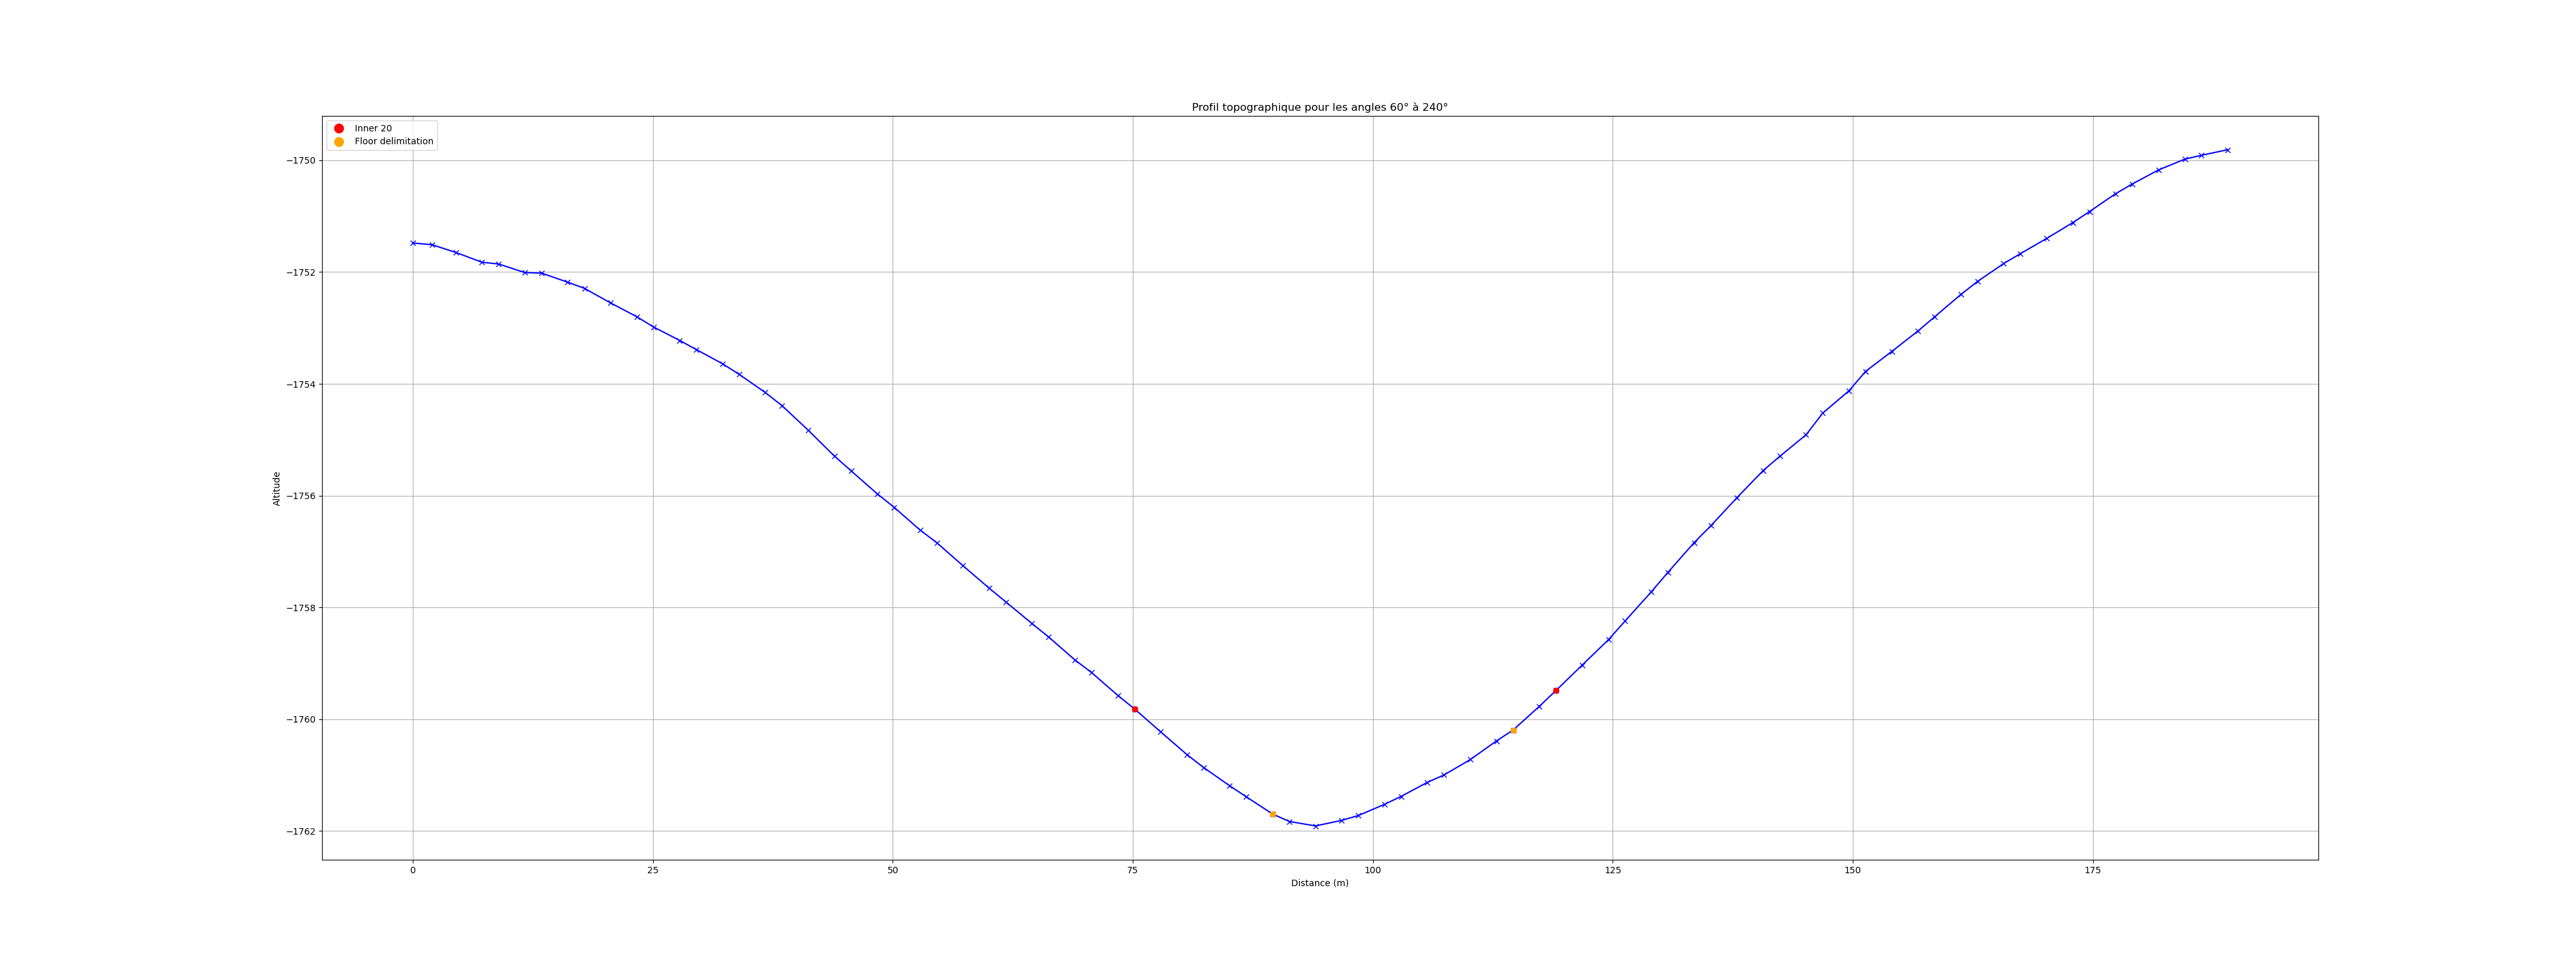 Profil topographique pour les angles 60° à 240°
Inner 20
Floor delimitation
−1750
−1752
−1754
−1756
−1758
−1760
−1762
Altitude
0 25 50 75 100 125 150 175
Distance (m)